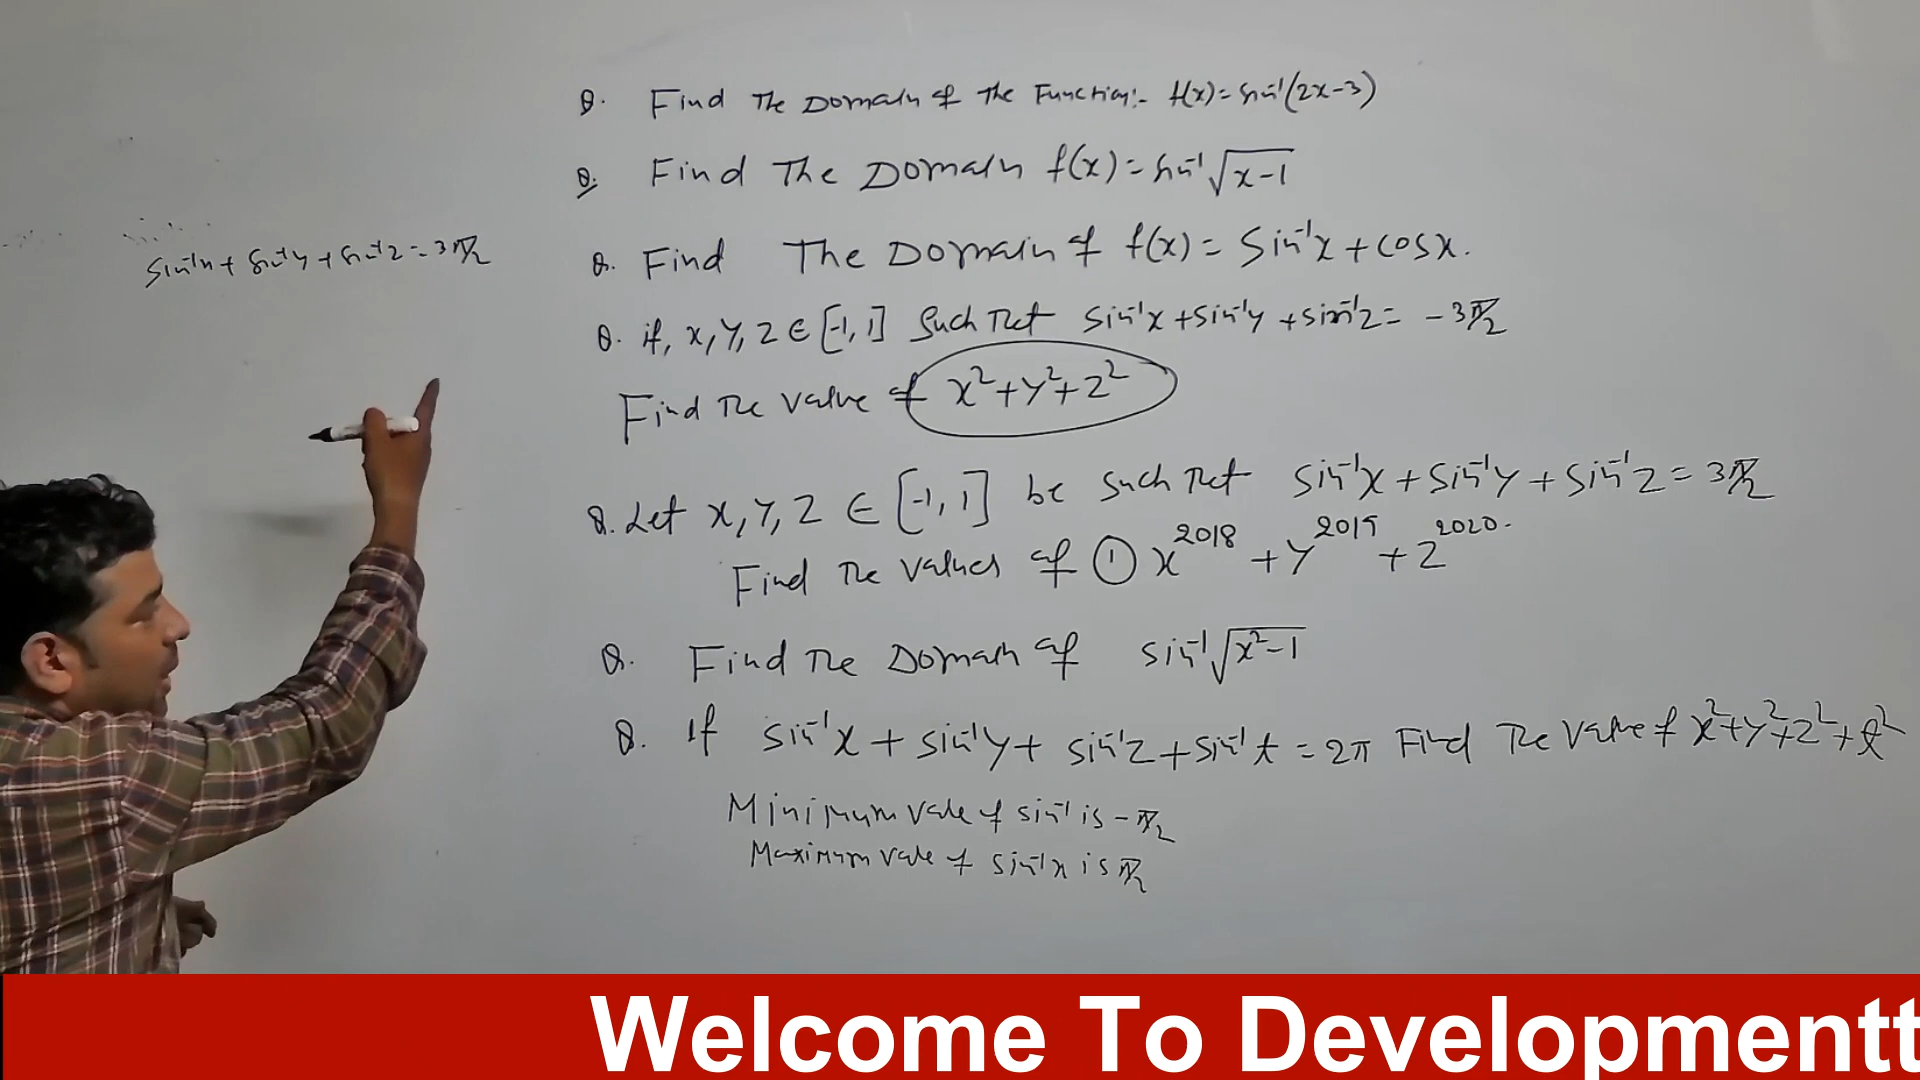 Q. Find The Domain of the Function:- f(x)=sin⁻¹(2x-3)
Q. Find The Domain f(x)=sin⁻¹√(x-1)
sin⁻¹x + sin⁻¹y + sin⁻¹z = 3π/2
Q. Find The Domain of f(x) = Sin⁻¹x + cosx.
Q. if, x, y, z ∈ [-1, 1] Such That sin⁻¹x + sin⁻¹y + sin⁻¹z = -3π/2
Find The value of x²+y²+z²
Q. Let x, y, z ∈ [-1, 1] be such That sin⁻¹x + sin⁻¹y + sin⁻¹z = 3π/2
Find The values of ① x²⁰¹⁸ + y²⁰¹⁹ + z²⁰²⁰.
Q. Find The Domain of sin⁻¹√(x²-1)
Q. If sin⁻¹x + sin⁻¹y + sin⁻¹z + sin⁻¹t = 2π Find The value of x²+y²+z²+t²
Minimum vale of sin⁻¹ is -π/2
Maximum vale of sin⁻¹x is π/2
Welcome To Developmentt